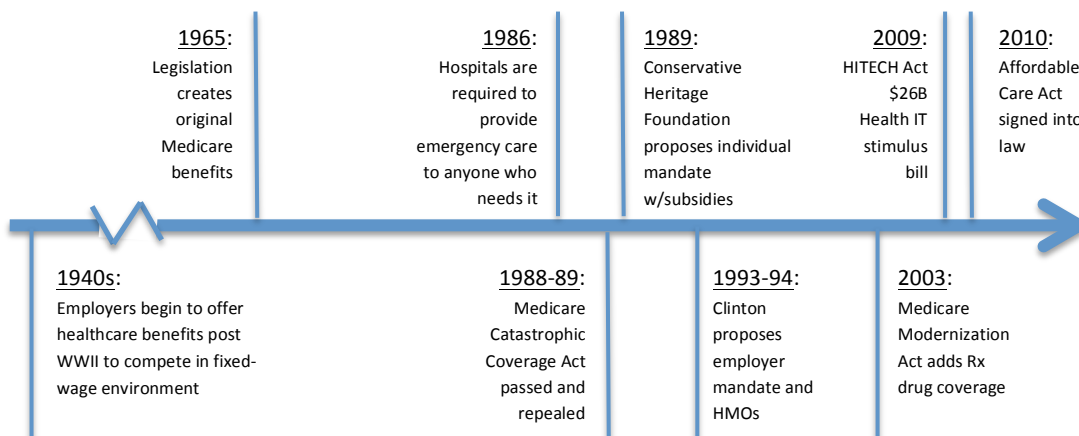 1965:
Legislation
creates
original
Medicare
benefits
1986:
Hospitals are
required to
provide
emergency care
to anyone who
needs it
1989:
Conservative
Heritage
Foundation
proposes individual
mandate
w/subsidies
2009:
HITECH Act
$26B
Health IT
stimulus
bill
2010:
Affordable
Care Act
signed into
law
1940s:
Employers begin to offer
healthcare benefits post
WWII to compete in fixed-
wage environment
1988-89:
Medicare
Catastrophic
Coverage Act
passed and
repealed
1993-94:
Clinton
proposes
employer
mandate and
HMOs
2003:
Medicare
Modernization
Act adds Rx
drug coverage